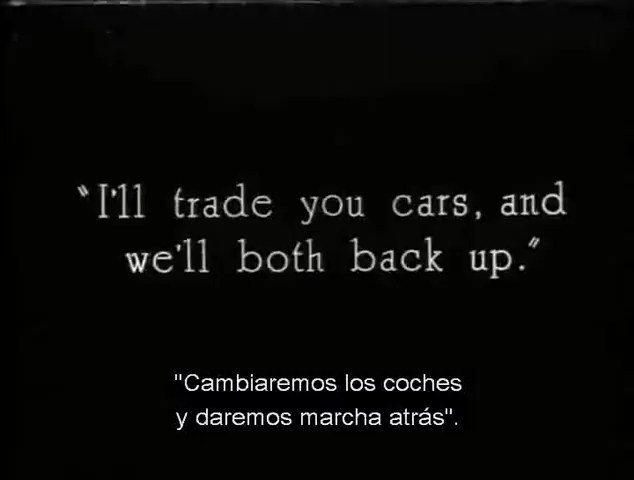 "I'll trade you cars, and
we'll both back up."
"Cambiaremos los coches
y daremos marcha atrás".